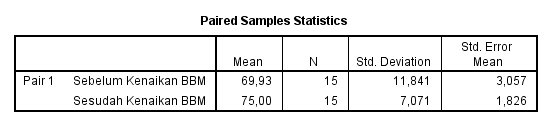 Paired Samples Statistics
Mean N Std. Deviation Std. Error Mean
Pair 1 Sebelum Kenaikan BBM 69,93 15 11,841 3,057
Sesudah Kenaikan BBM 75,00 15 7,071 1,826